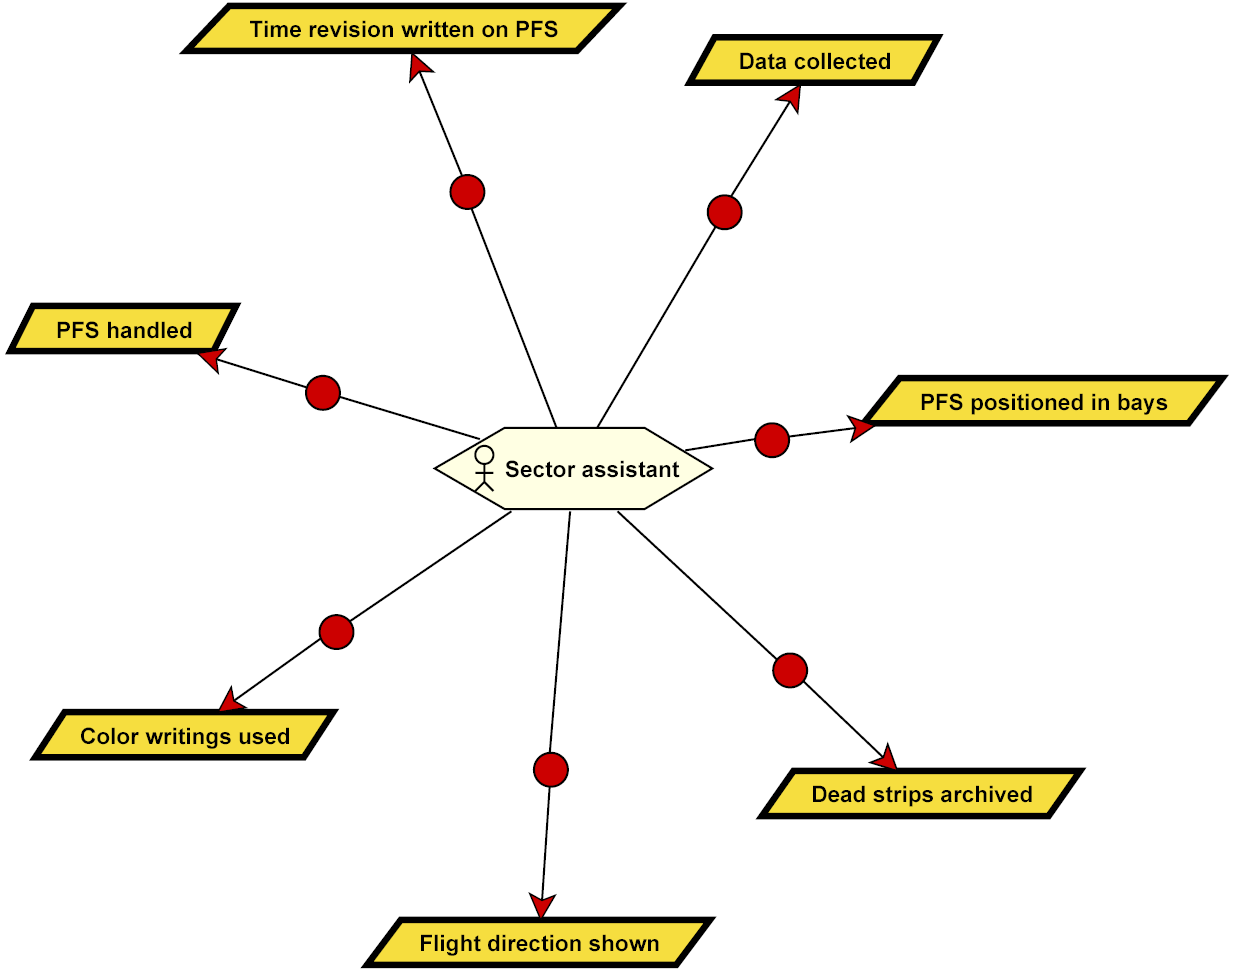 Time revision written on PFS
Data collected
PFS handled
PFS positioned in bays
Sector assistant
Color writings used
Dead strips archived
Flight direction shown